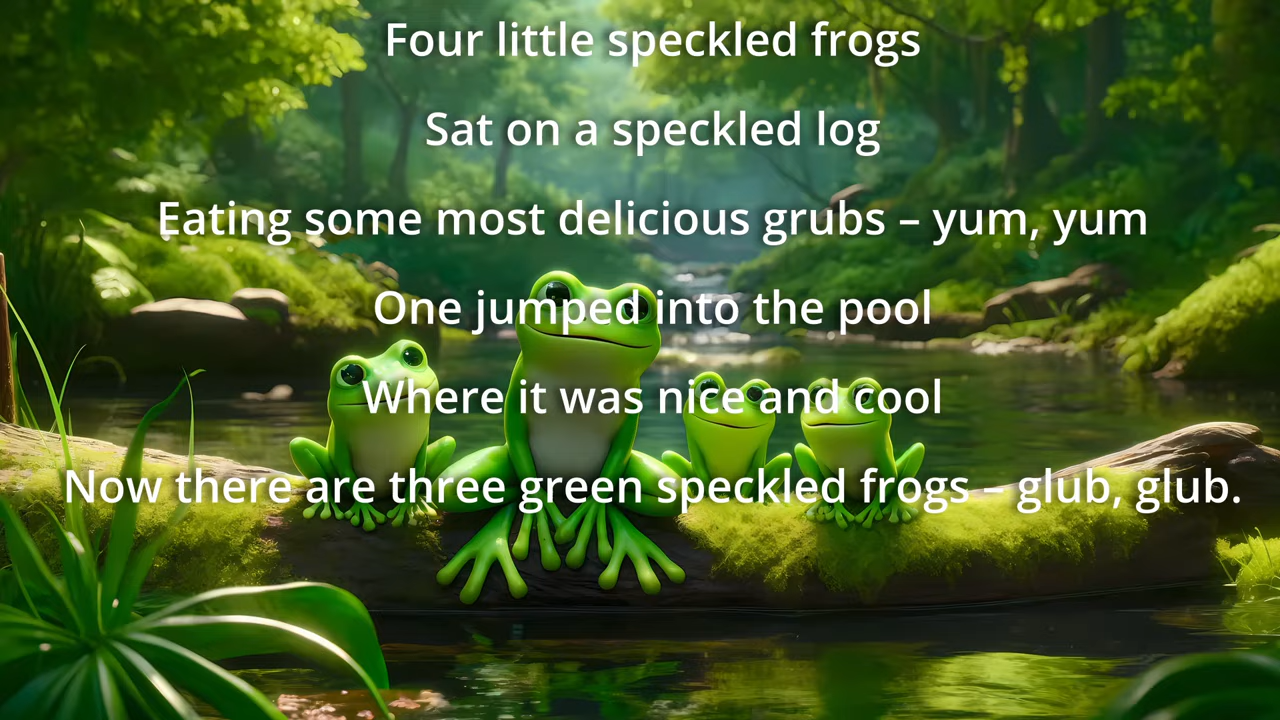 Four little speckled frogs
Sat on a speckled log
Eating some most delicious grubs – yum, yum
One jumped into the pool
Where it was nice and cool
Now there are three green speckled frogs – glub, glub.